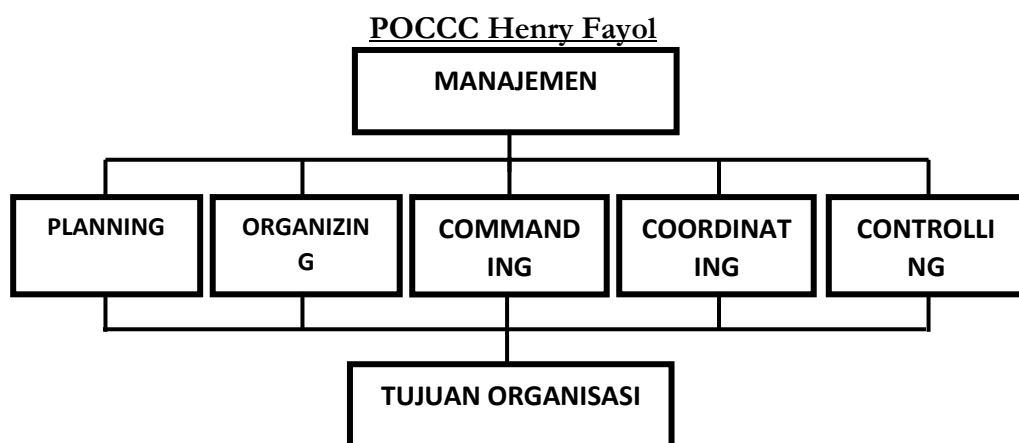 POCCC Henry Fayol
MANAJEMEN
PLANNING
ORGANIZIN
G
COMMAND
ING
COORDINAT
ING
CONTROLLI
NG
TUJUAN ORGANISASI